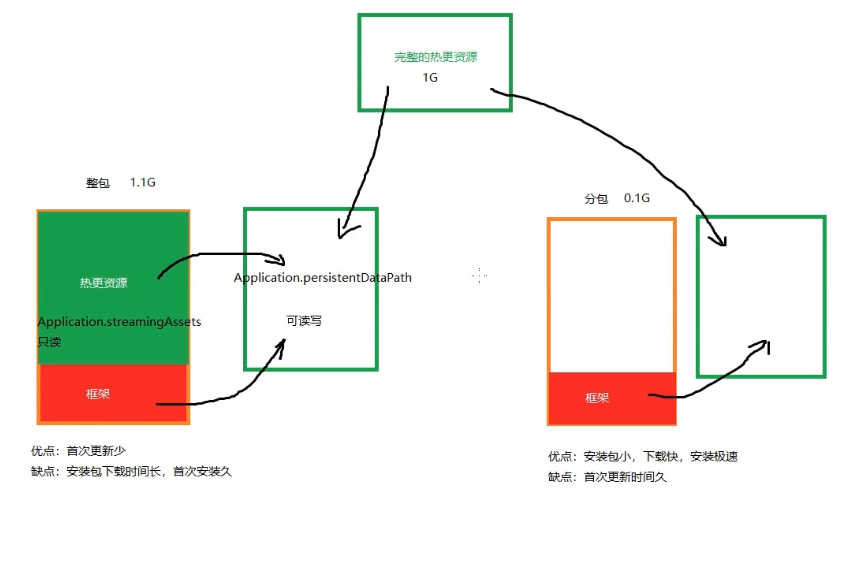 完整的热更资源
1G
整包 1.1G
分包 0.1G
热更资源
Application.streamingAssets
只读
框架
Application.persistentDataPath
可读写
框架
优点：首次更新少
缺点：安装包下载时间长，首次安装久
优点：安装包小，下载快，安装极速
缺点：首次更新时间久